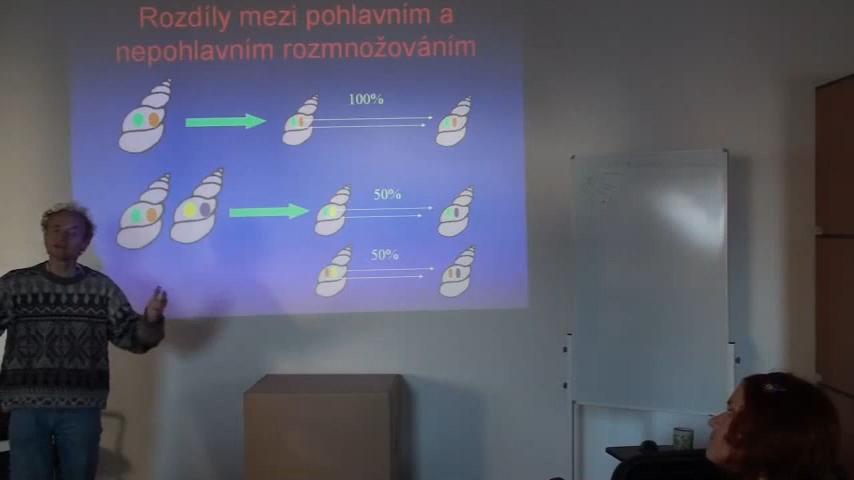 Rozdíly mezi pohlavním a
nepohlavním rozmnožováním
100%
50%
50%